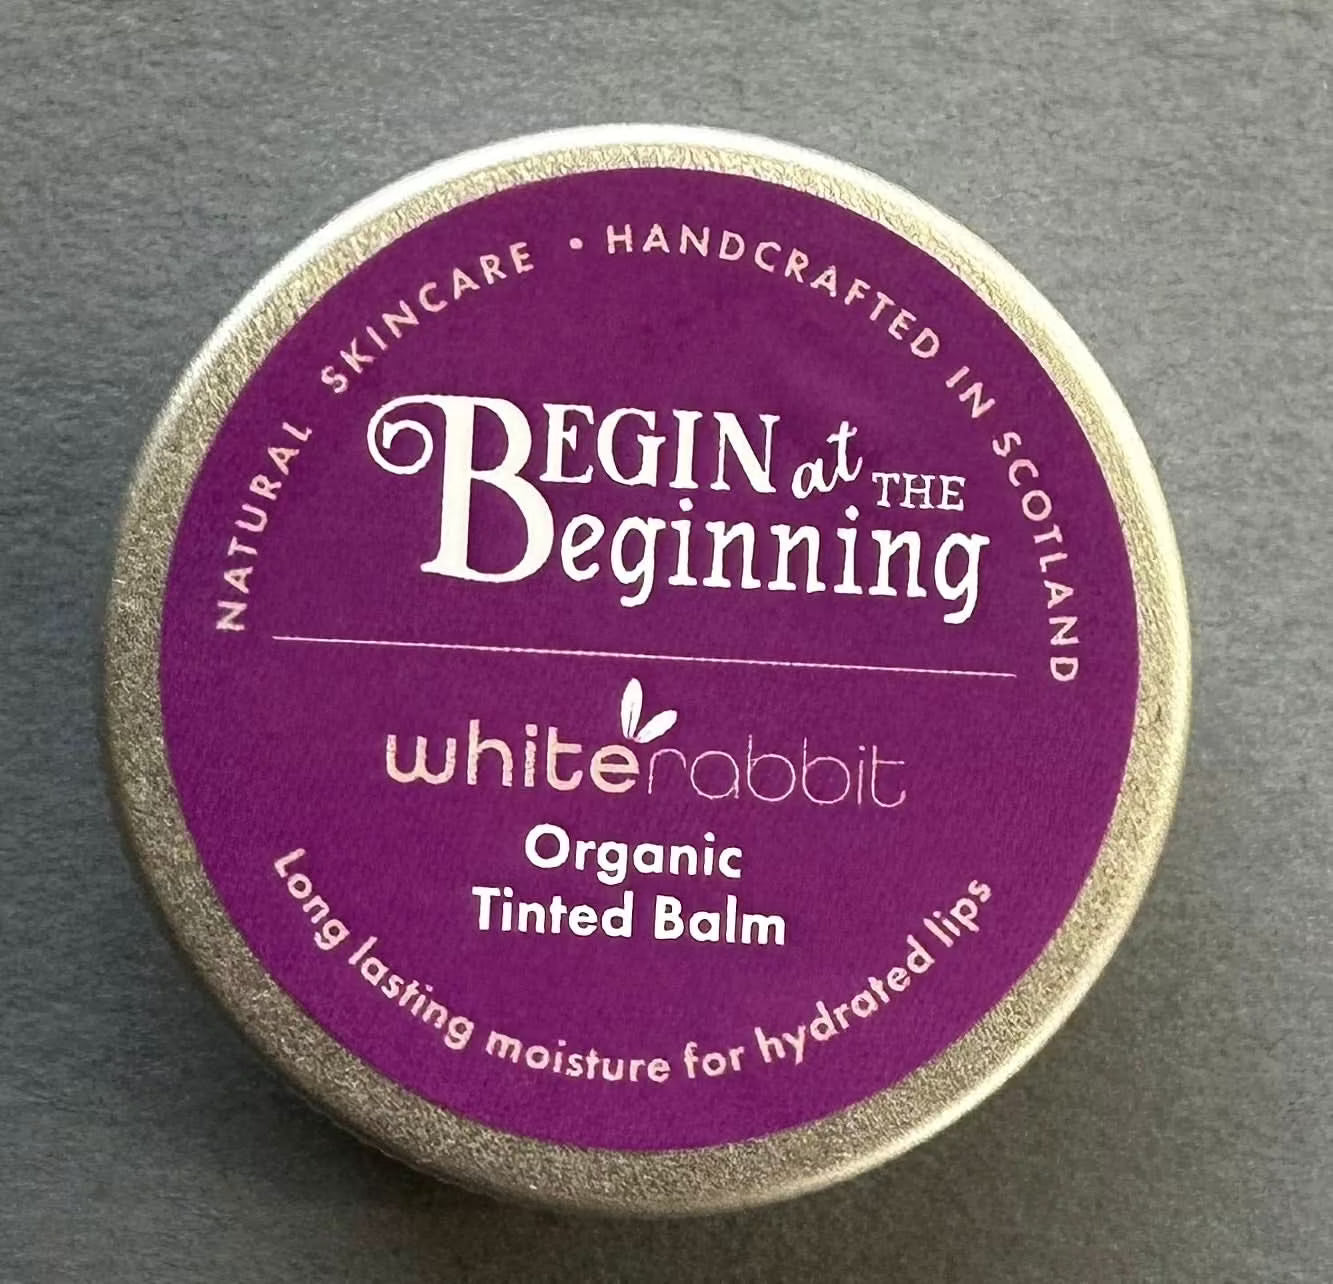 NATURAL SKINCARE • HANDCRAFTED IN SCOTLAND
BEGIN at THE
Beginning
whiterabbit
Organic
Tinted Balm
Long lasting moisture for hydrated lips